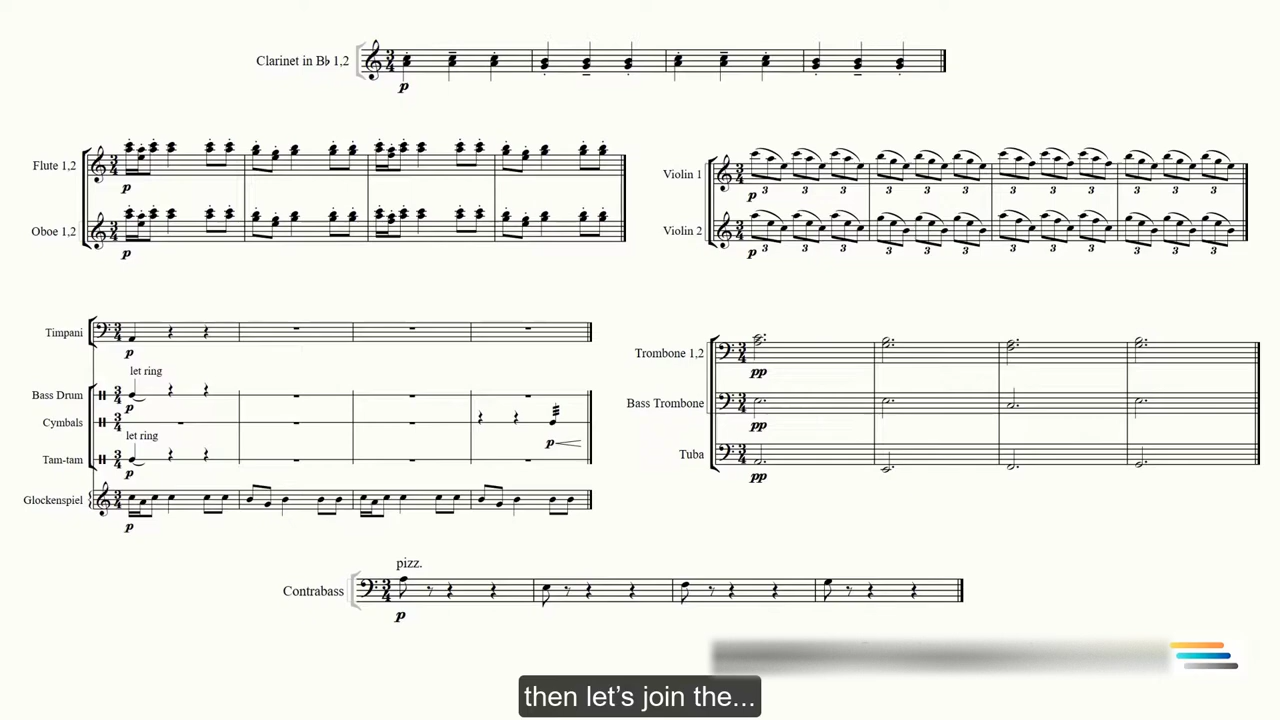 Clarinet in B♭ 1,2
p
Flute 1,2
p
Oboe 1,2
p
Violin 1
p 3 3 3 3 3 3 3 3 3 3 3 3
Violin 2
p 3 3 3 3 3 3 3 3 3 3 3 3
Timpani
p
let ring
Bass Drum
p
Cymbals
p
let ring
Tam-tam
p
Glockenspiel
p
Trombone 1,2
pp
Bass Trombone
pp
Tuba
pp
pizz.
Contrabass
p
then let's join the...